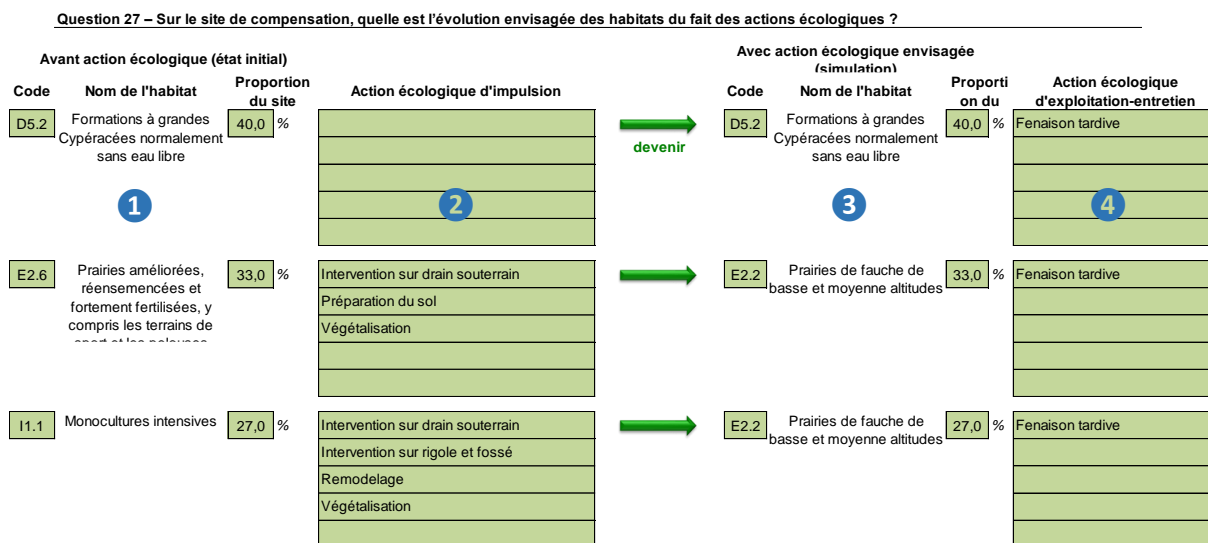 Question 27 – Sur le site de compensation, quelle est l'évolution envisagée des habitats du fait des actions écologiques ?
Avant action écologique (état initial)
Avec action écologique envisagée
(simulation)
Code
Nom de l'habitat
Proportion
du site
Action écologique d'impulsion
Code
Nom de l'habitat
Proporti
on du
Action écologique
d'exploitation-entretien
D5.2
Formations à grandes
Cypéracées normalement
sans eau libre
40,0 %
devenir
D5.2
Formations à grandes
Cypéracées normalement
sans eau libre
40,0 %
Fenaison tardive
1
2
3
4
E2.6
Prairies améliorées,
réensemencées et
fortement fertilisées, y
compris les terrains de
sport et les pelouses
33,0 %
Intervention sur drain souterrain
Préparation du sol
Végétalisation
E2.2
Prairies de fauche de
basse et moyenne altitudes
33,0 %
Fenaison tardive
I1.1
Monocultures intensives
27,0 %
Intervention sur drain souterrain
Intervention sur rigole et fossé
Remodelage
Végétalisation
E2.2
Prairies de fauche de
basse et moyenne altitudes
27,0 %
Fenaison tardive